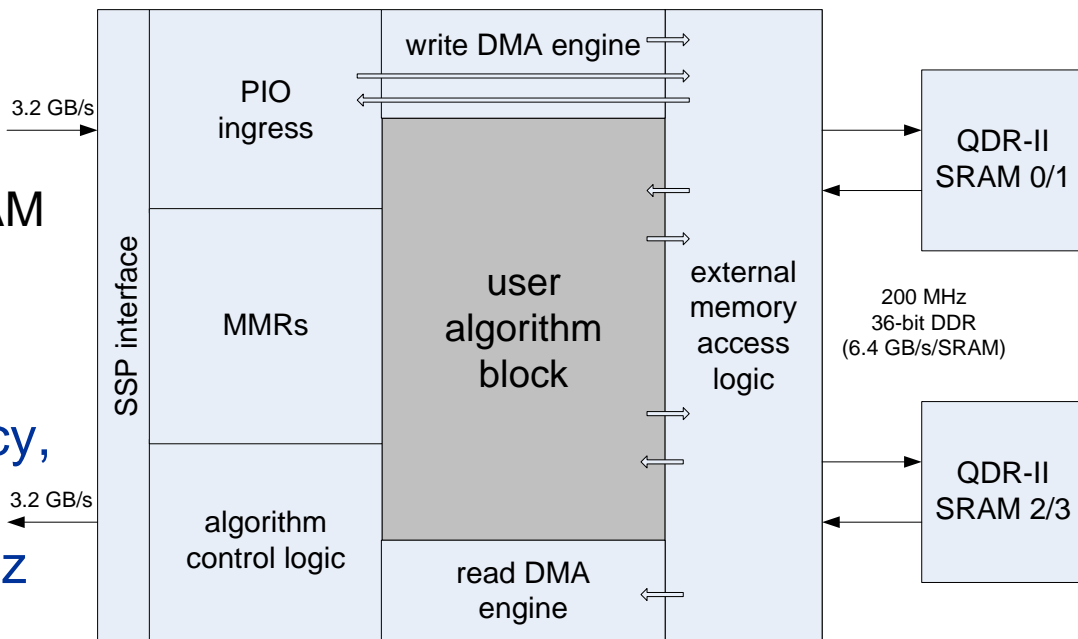 write DMA engine
3.2 GB/s
PIO
ingress
QDR-II
SRAM 0/1
AM
SSP interface
MMRs
user
algorithm
block
external
memory
access
logic
200 MHz
36-bit DDR
(6.4 GB/s/SRAM)
cy,
3.2 GB/s
algorithm
control logic
QDR-II
SRAM 2/3
z
read DMA
engine